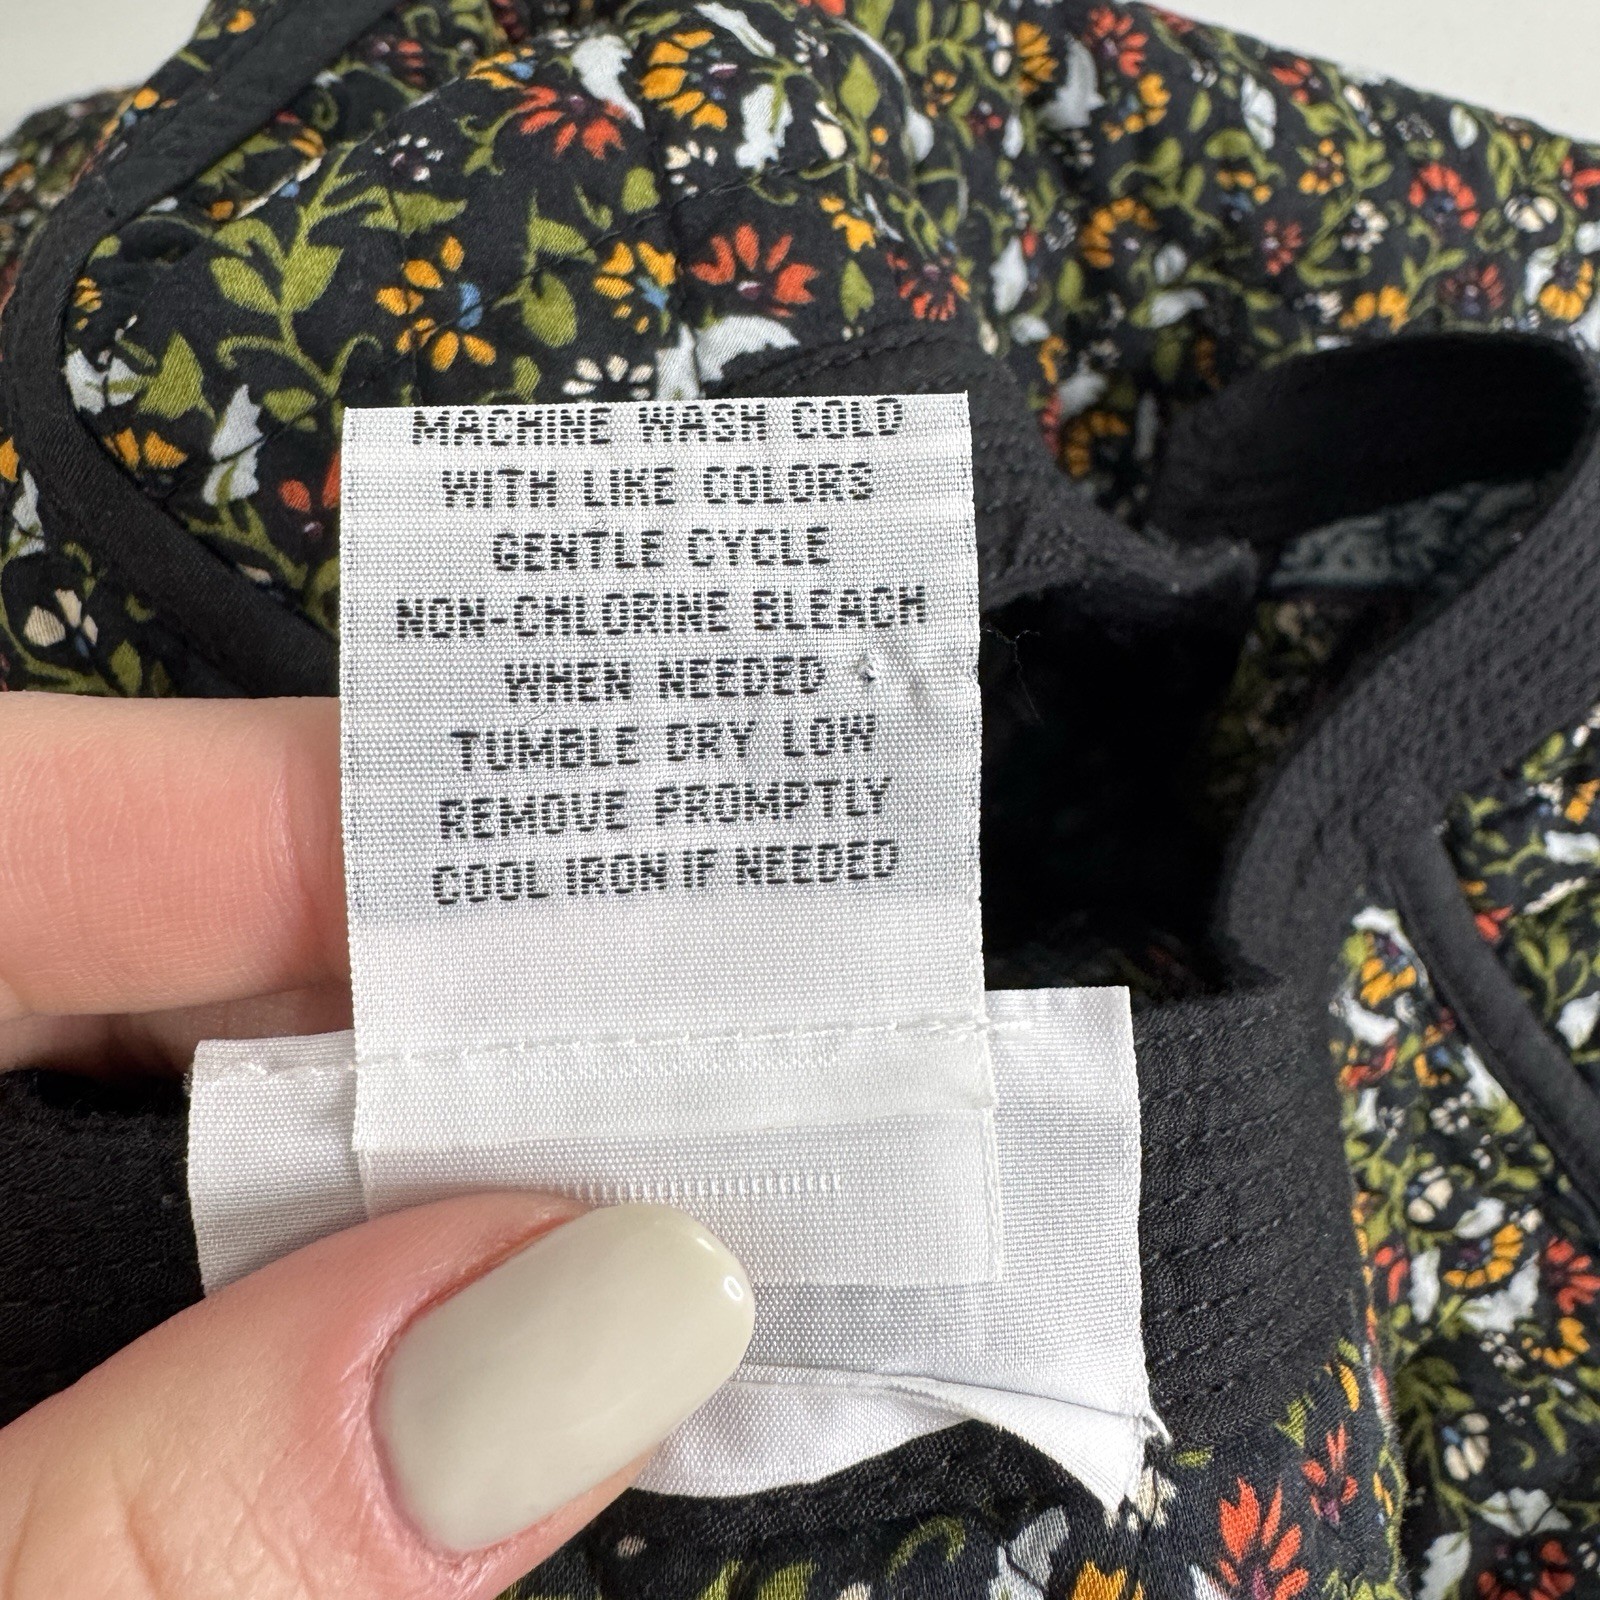 MACHINE WASH COLD
WITH LIKE COLORS
GENTLE CYCLE
NON-CHLORINE BLEACH
WHEN NEEDED
TUMBLE DRY LOW
REMOVE PROMPTLY
COOL IRON IF NEEDED